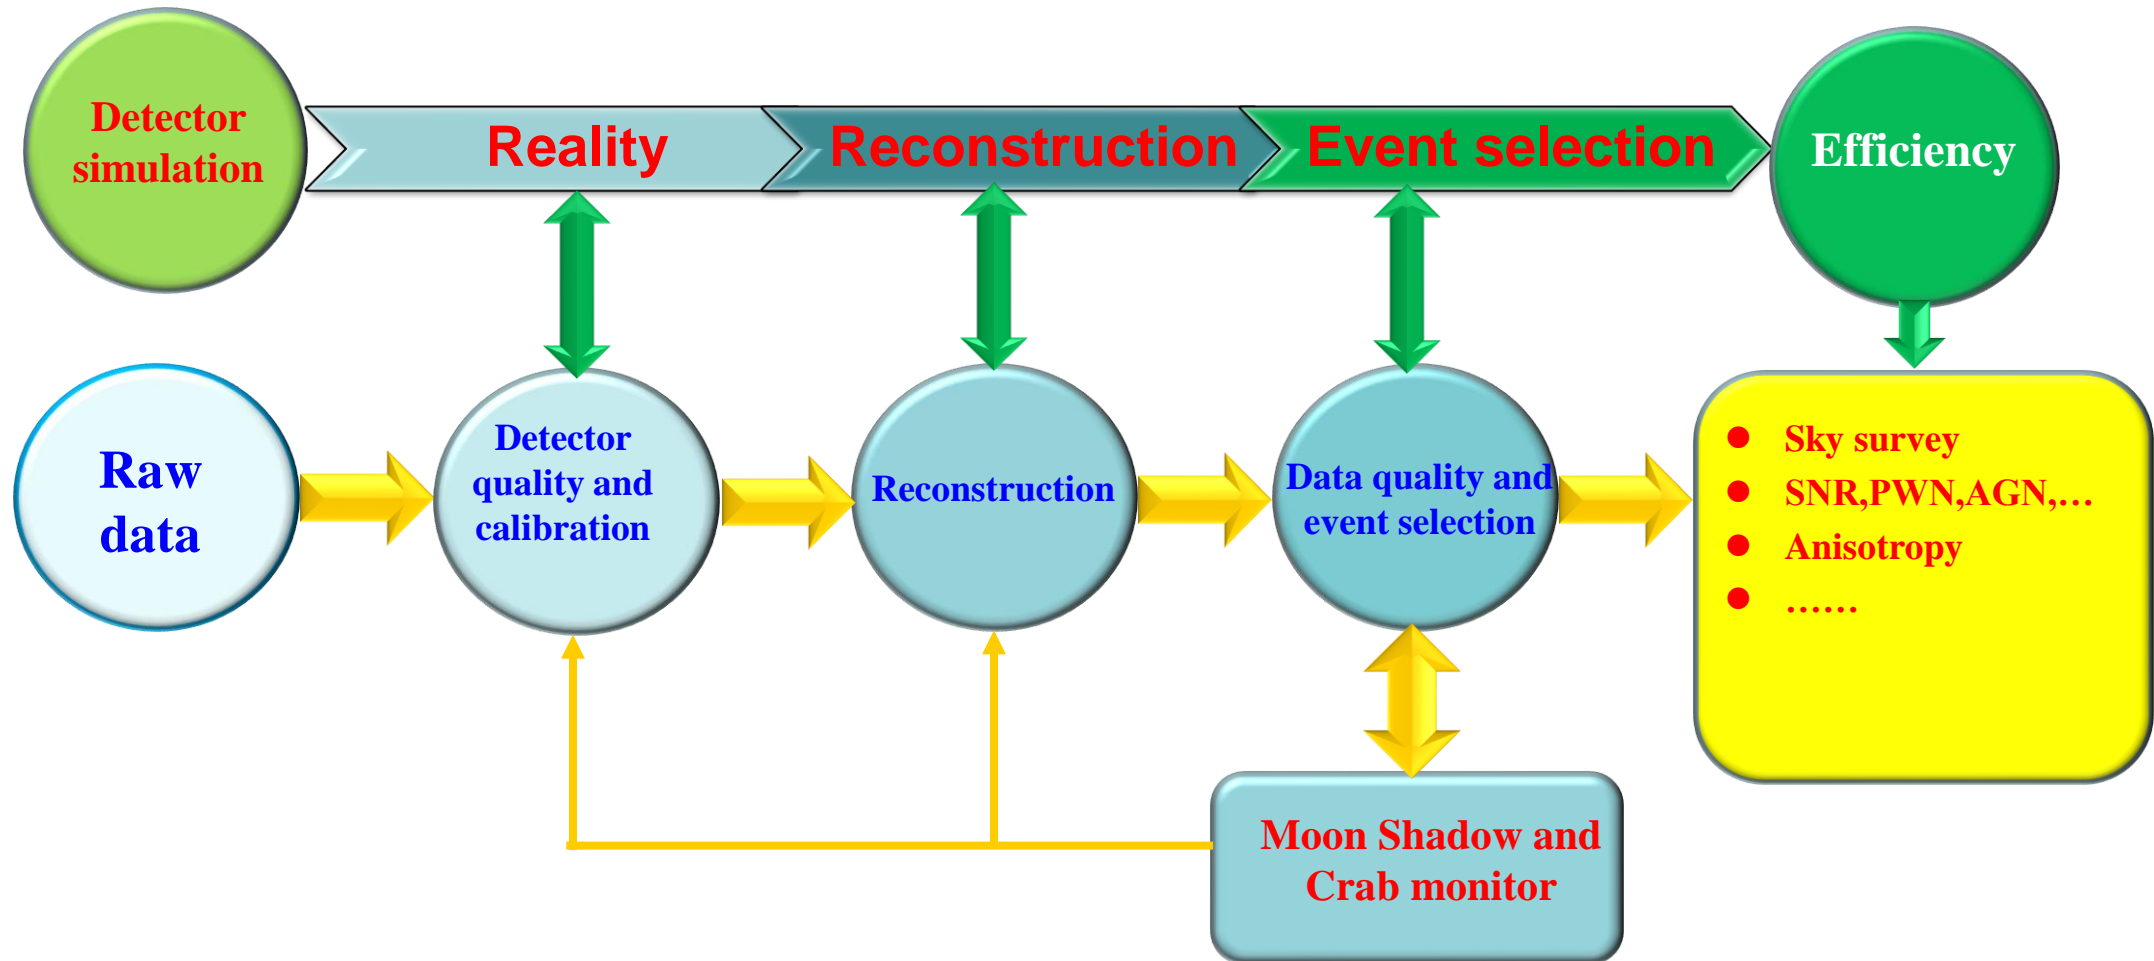 Detector
simulation
Reality
Reconstruction
Event selection
Efficiency
Raw
data
Detector
quality and
calibration
Reconstruction
Data quality and
event selection
● Sky survey
● SNR,PWN,AGN,...
● Anisotropy
● ......
Moon Shadow and
Crab monitor